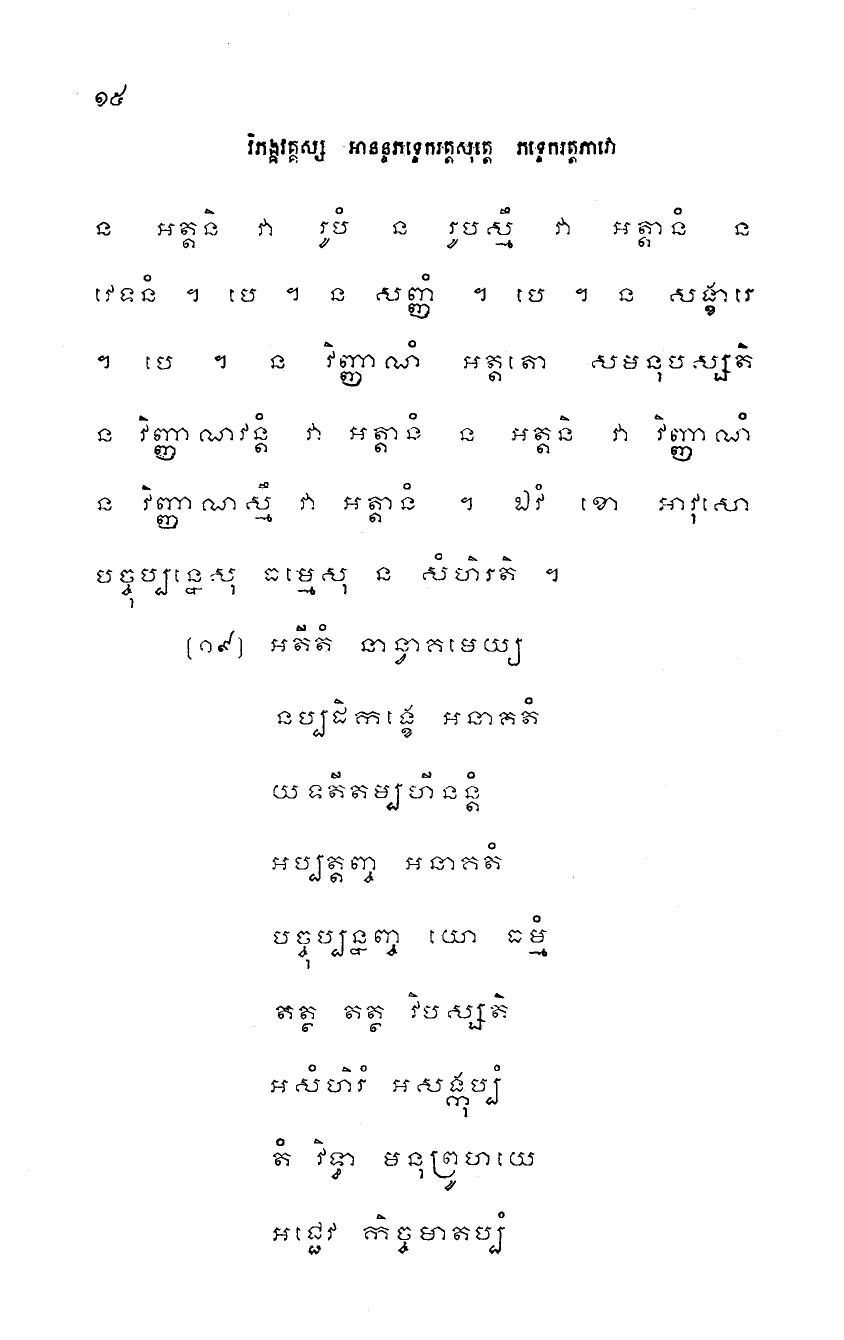 ១៥
វិភង្គវត្គស្ស អានន្ទភទ្ទេករត្តសុត្តេ ភទ្ទេករត្តភាវោ
ន អត្តនិ វា រូបំ ន រូបស្មឹ វា អត្តានំ ន
វេទនំ ។ បេ ។ ន សញ្ញំ ។ បេ ។ ន សង្ខារេ
។ បេ ។ ន វិញ្ញាណំ អត្តតោ សមនុបស្សតិ
ន វិញ្ញាណវន្តំ វា អត្តានំ ន អត្តនិ វា វិញ្ញាណំ
ន វិញ្ញាណស្មឹ វា អត្តានំ ។ ឯវំ ខោ អាវុសោ
បច្ចុប្បន្នេសុ ធម្មេសុ ន សំហិរតិ ។
(១៩) អតីតំ នាន្វាគមេយ្យ
នប្បដិកង្ខេ អនាគតំ
យទតីតម្បហីនន្តំ
អប្បត្តញ្ច អនាគតំ
បច្ចុប្បន្នញ្ច យោ ធម្មំ
តត្ថ តត្ថ វិបស្សតិ
អសំហិរំ អសង្កុប្បំ
តំ វិទ្វា មនុព្រូហយេ
អជ្ជេវ កិច្ចមាតប្បំ